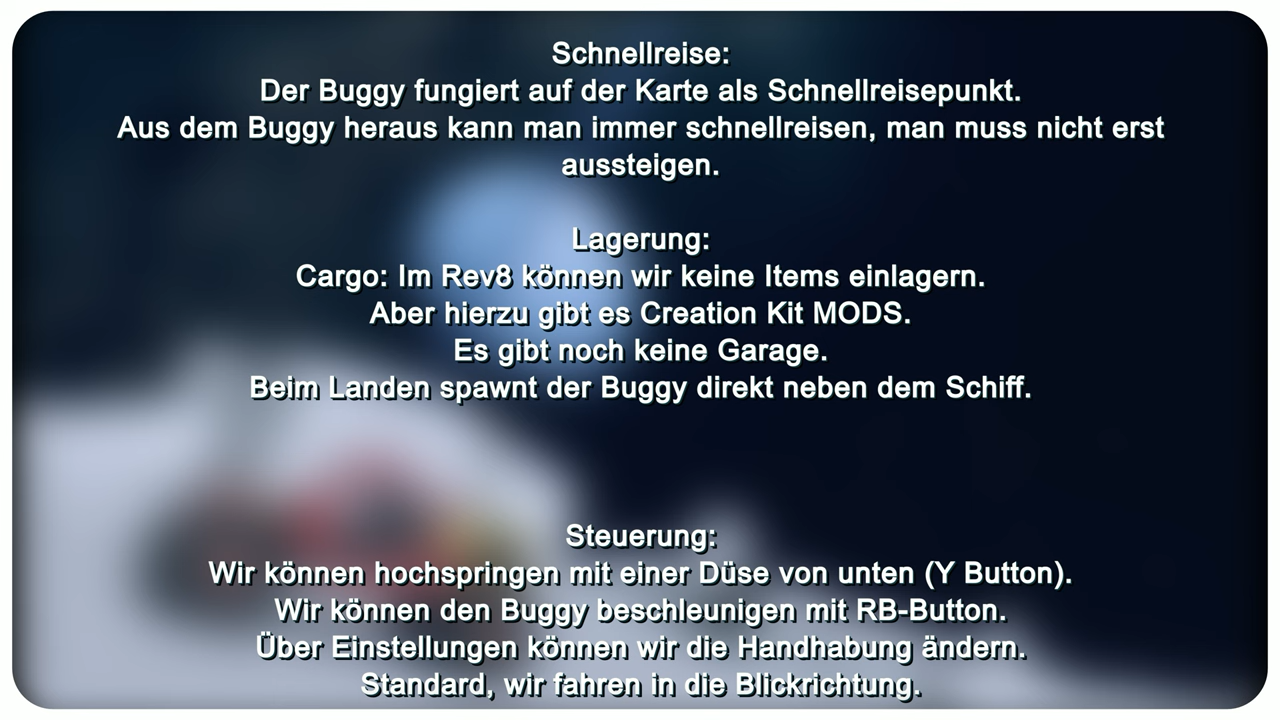 Schnellreise:
Der Buggy fungiert auf der Karte als Schnellreisepunkt.
Aus dem Buggy heraus kann man immer schnellreisen, man muss nicht erst
aussteigen.
Lagerung:
Cargo: Im Rev8 können wir keine Items einlagern.
Aber hierzu gibt es Creation Kit MODS.
Es gibt noch keine Garage.
Beim Landen spawnt der Buggy direkt neben dem Schiff.
Steuerung:
Wir können hochspringen mit einer Düse von unten (Y Button).
Wir können den Buggy beschleunigen mit RB-Button.
Über Einstellungen können wir die Handhabung ändern.
Standard, wir fahren in die Blickrichtung.